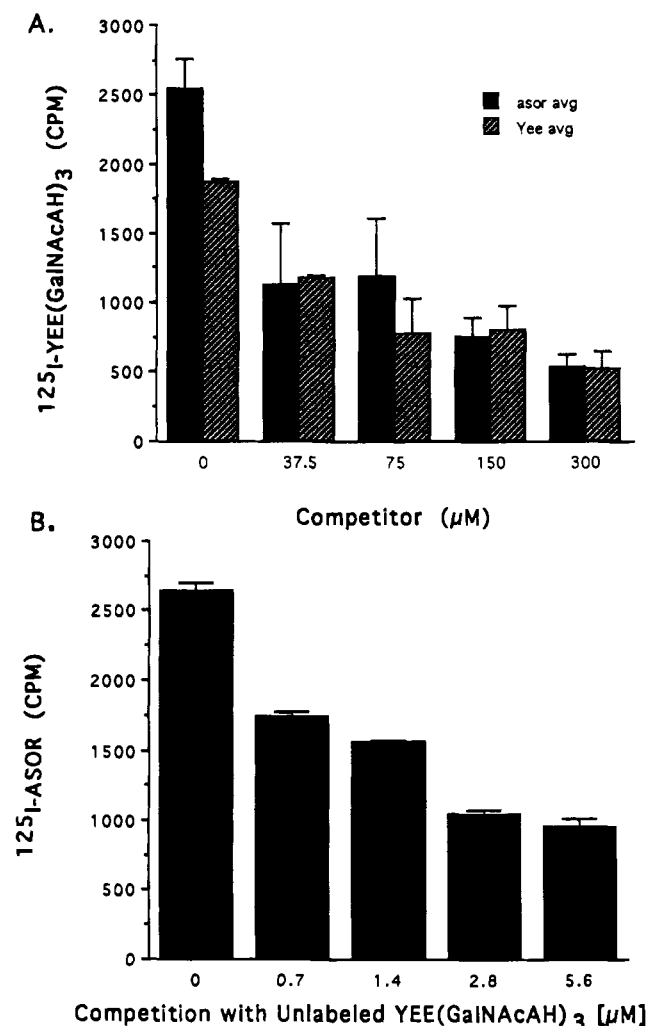 A.
3000
2500
2000
1500
1000
500
0
125I-YEE(GalNAcAH)3 (CPM)
asor avg
Yee avg
0 37.5 75 150 300
Competitor (µM)
B.
3000
2500
2000
1500
1000
500
0
125I-ASOR (CPM)
0 0.7 1.4 2.8 5.6
Competition with Unlabeled YEE(GalNAcAH)3 [µM]